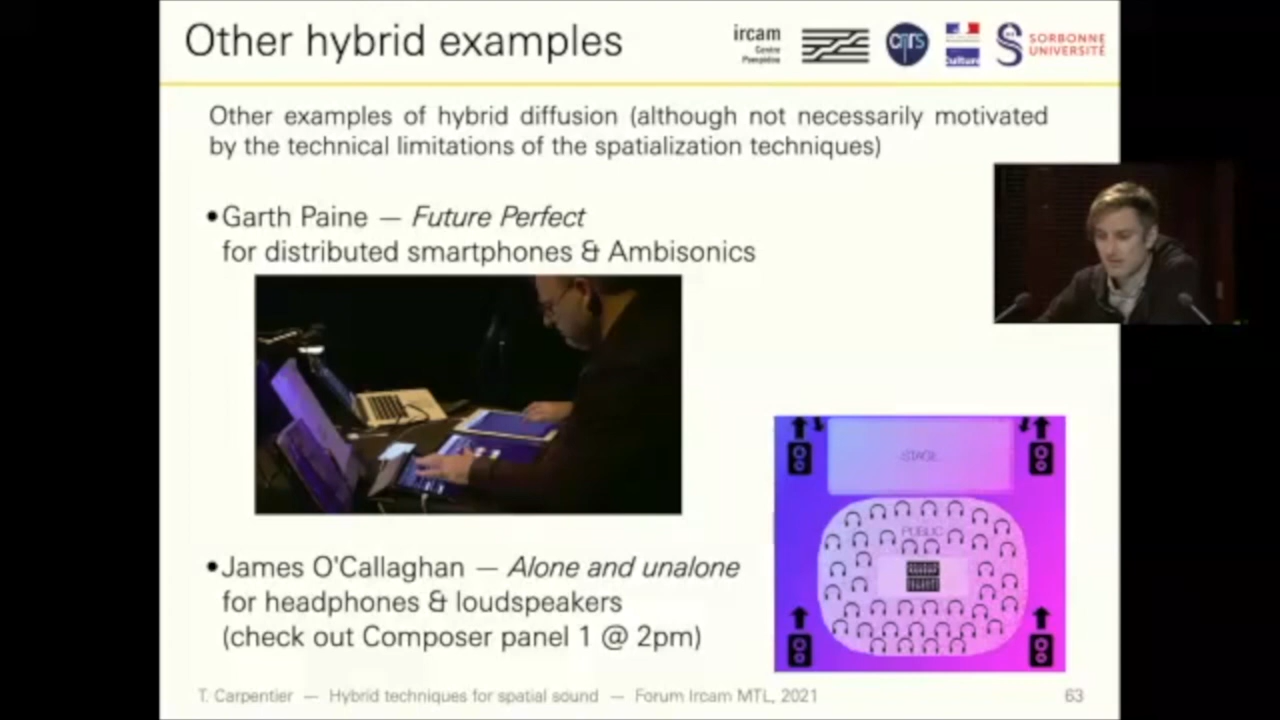 Other hybrid examples
ircam
Centre
Pompidou
cnrs
Culture
SORBONNE
UNIVERSITÉ
Other examples of hybrid diffusion (although not necessarily motivated
by the technical limitations of the spatialization techniques)
•Garth Paine — Future Perfect
for distributed smartphones & Ambisonics
STAGE
PUBLIC
•James O'Callaghan — Alone and unalone
for headphones & loudspeakers
(check out Composer panel 1 @ 2pm)
T. Carpentier — Hybrid techniques for spatial sound — Forum Ircam MTL, 2021
63